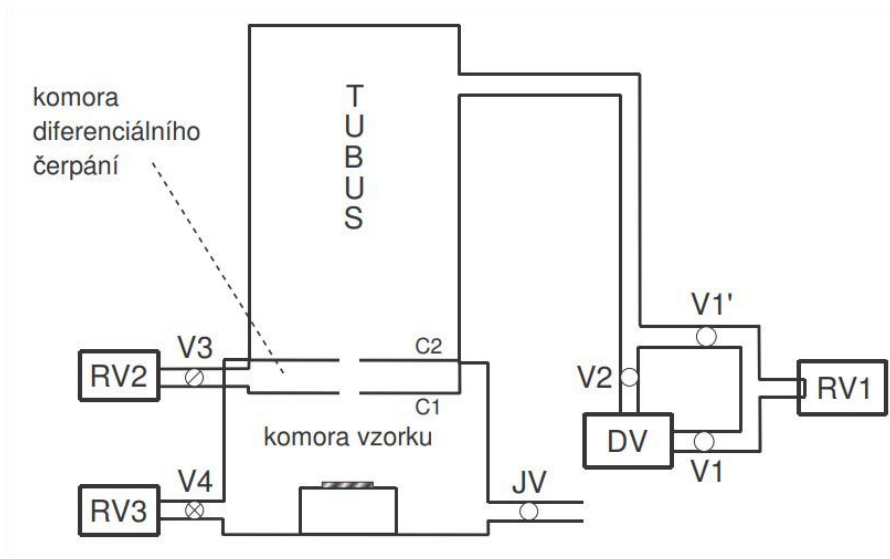 komora
diferenciálního
čerpání
T
U
B
U
S
V1'
V3
C2
RV2
V2
RV1
C1
DV
komora vzorku
V1
V4
JV
RV3